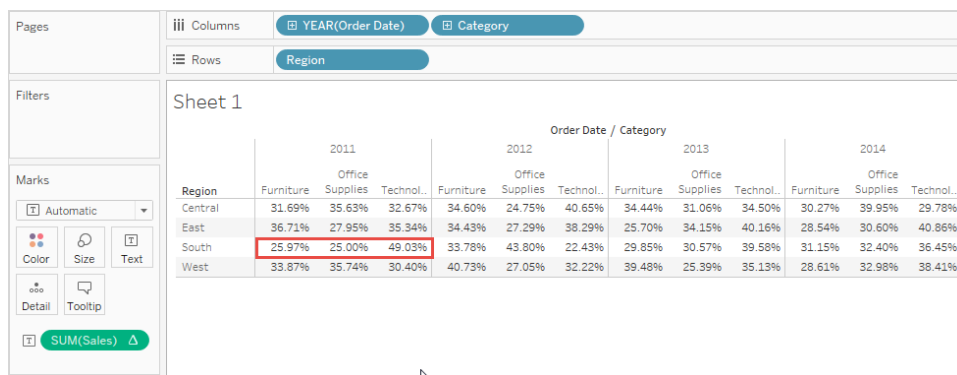 Pages
Columns
YEAR(Order Date)
Category
Rows
Region
Filters
Sheet 1
Order Date / Category
2011 2012 2013 2014
Region Furniture Office Supplies Technol.. Furniture Office Supplies Technol.. Furniture Office Supplies Technol.. Furniture Office Supplies Technol..
Central 31.69% 35.63% 32.67% 34.60% 24.75% 40.65% 34.44% 31.06% 34.50% 30.27% 39.95% 29.78%
East 36.71% 27.95% 35.34% 34.43% 27.29% 38.29% 25.70% 34.15% 40.16% 28.54% 30.60% 40.86%
South 25.97% 25.00% 49.03% 33.78% 43.80% 22.43% 29.85% 30.57% 39.58% 31.15% 32.40% 36.45%
West 33.87% 35.74% 30.40% 40.73% 27.05% 32.22% 39.48% 25.39% 35.13% 28.61% 32.98% 38.41%
Marks
T Automatic
Color Size Text
Detail Tooltip
T SUM(Sales) Δ